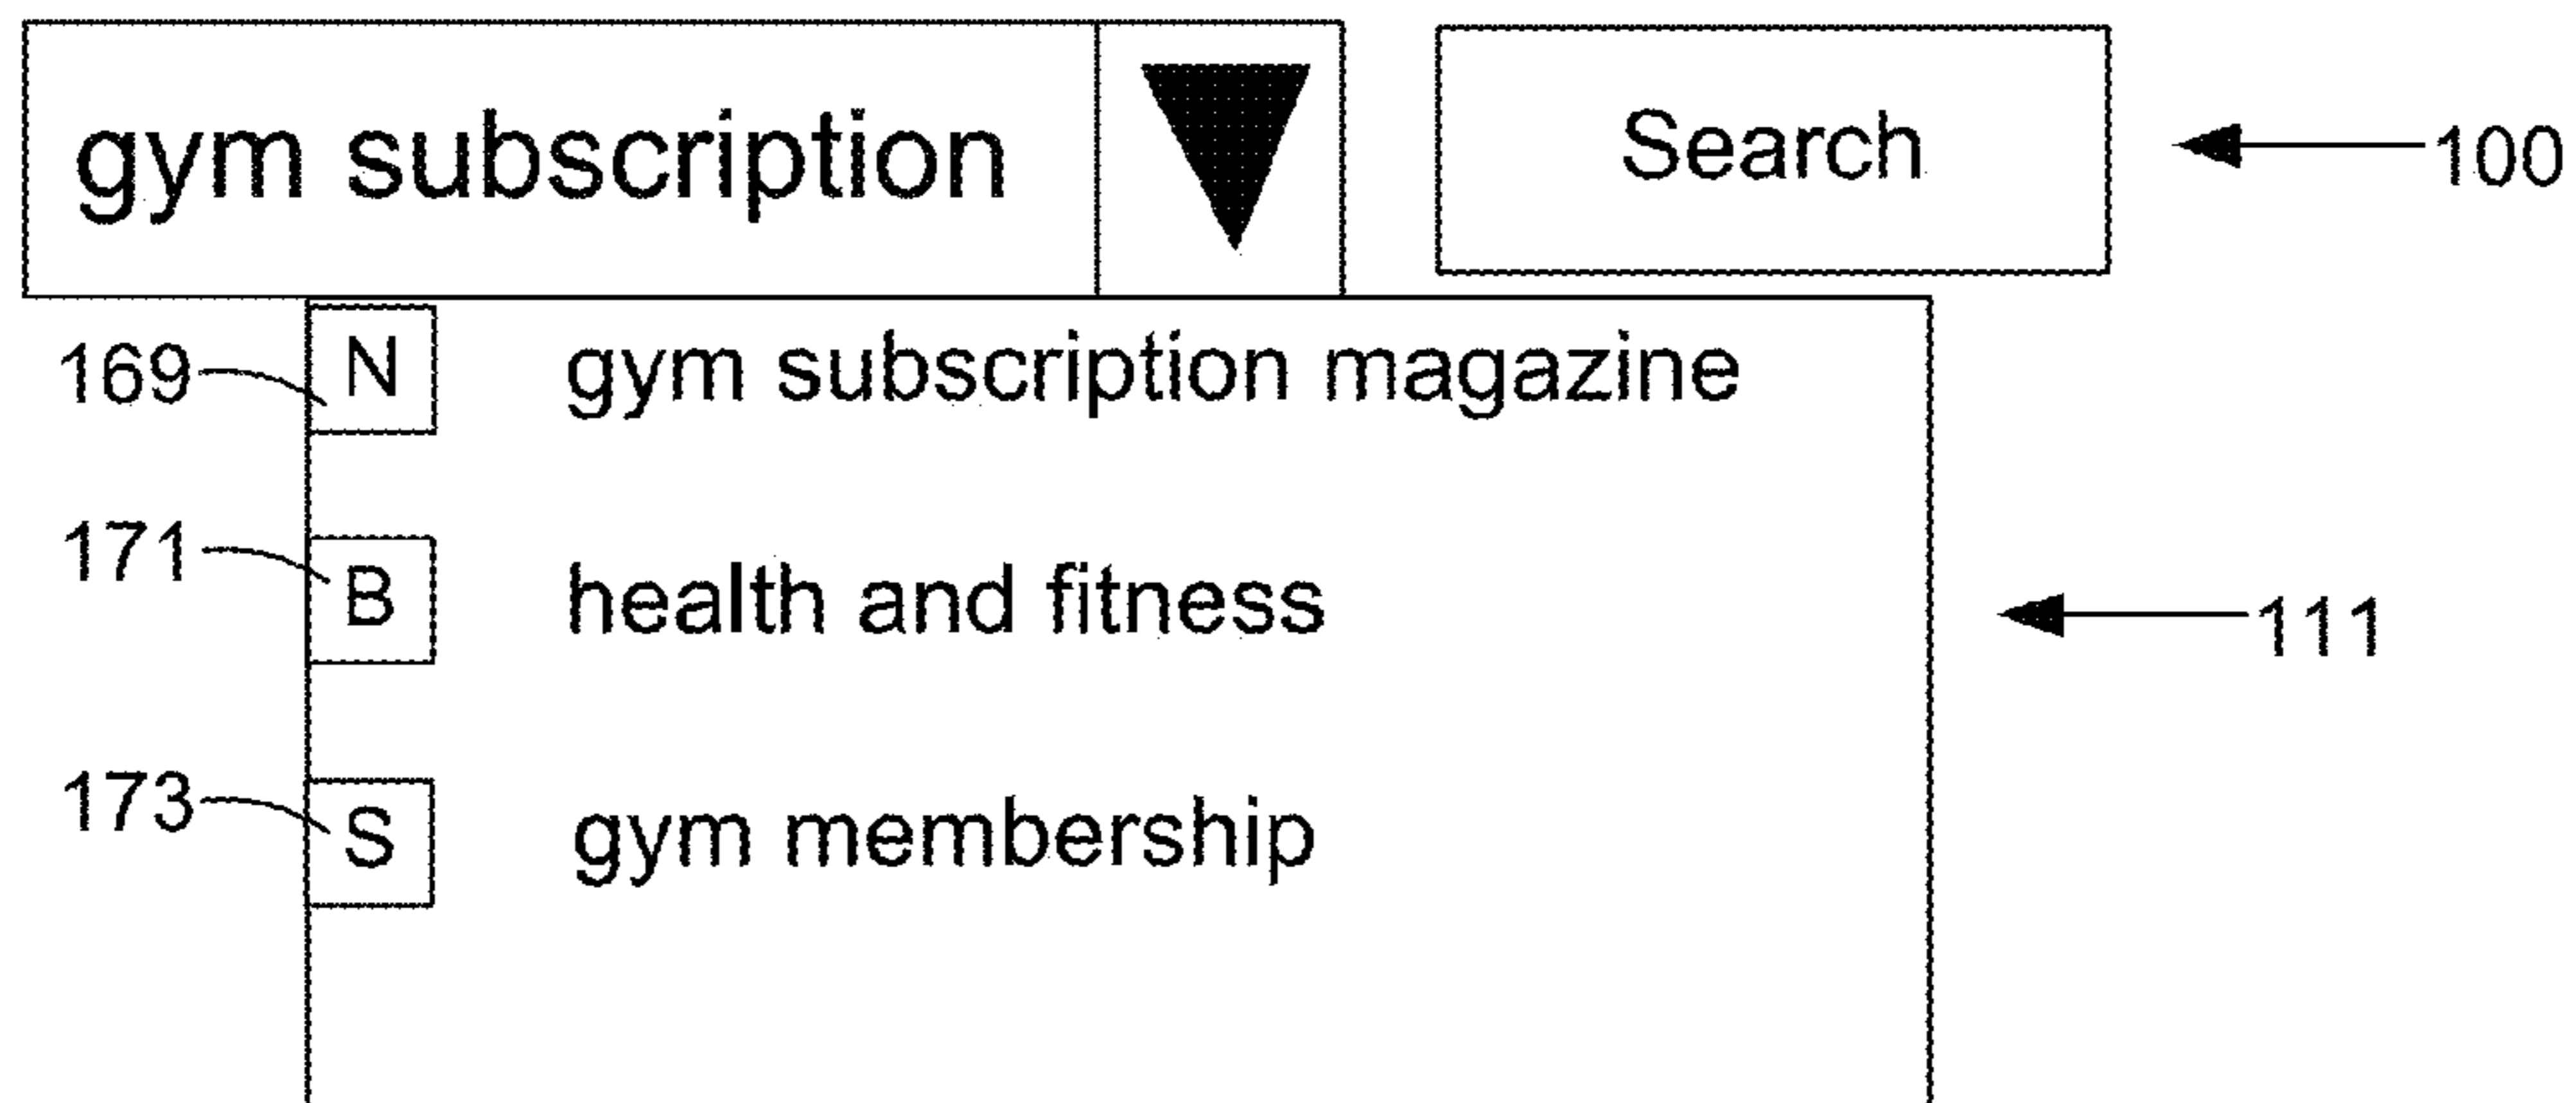 gym subscription Search 100
169 N gym subscription magazine
171 B health and fitness 111
173 S gym membership